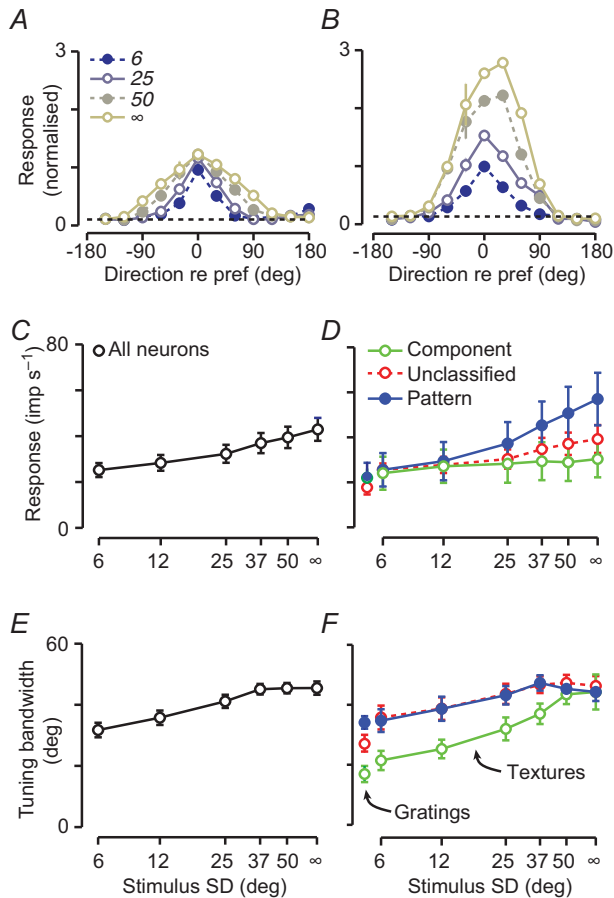 A
B
3
3
6
25
50
∞
Response
(normalised)
0
0
-180
-90
0
90
180
-180
-90
0
90
180
Direction re pref (deg)
Direction re pref (deg)
C
D
80
All neurons
Component
Unclassified
Pattern
Response (imp s⁻¹)
0
6
12
25
37
50
∞
6
12
25
37
50
∞
E
F
60
Tuning bandwidth
(deg)
Textures
Gratings
0
6
12
25
37
50
∞
6
12
25
37
50
∞
Stimulus SD (deg)
Stimulus SD (deg)